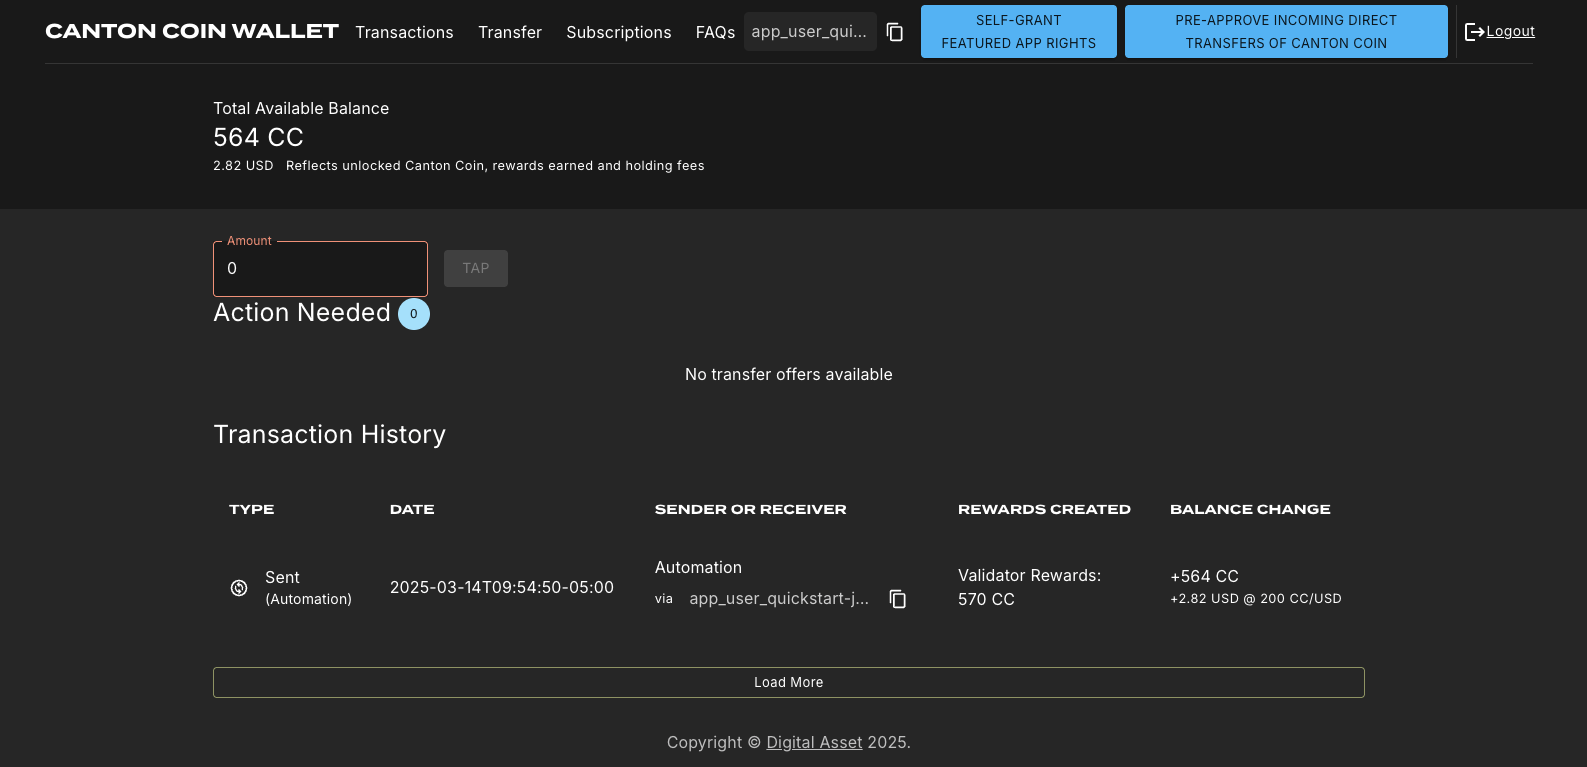 CANTON COIN WALLET
Transactions
Transfer
Subscriptions
FAQs
app_user_qui...
SELF-GRANT
FEATURED APP RIGHTS
PRE-APPROVE INCOMING DIRECT
TRANSFERS OF CANTON COIN
Logout
Total Available Balance
564 CC
2.82 USD Reflects unlocked Canton Coin, rewards earned and holding fees
Amount
0
TAP
Action Needed 0
No transfer offers available
Transaction History
TYPE DATE SENDER OR RECEIVER REWARDS CREATED BALANCE CHANGE
Sent
(Automation)
2025-03-14T09:54:50-05:00
Automation
via app_user_quickstart-j...
Validator Rewards:
570 CC
+564 CC
+2.82 USD @ 200 CC/USD
Load More
Copyright © Digital Asset 2025.